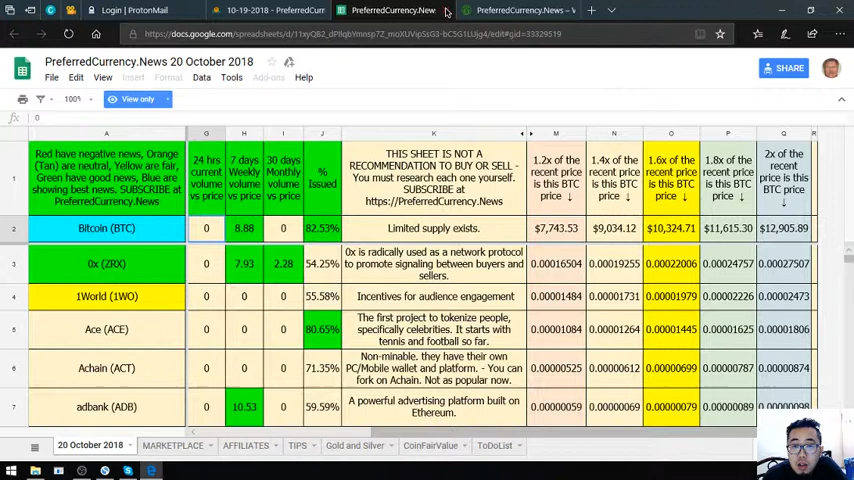 Login | ProtonMail
10-19-2018 - PreferredCurr
PreferredCurrency.News
PreferredCurrency.News – V
https://docs.google.com/spreadsheets/d/
PreferredCurrency.News 20 October 2018
File Edit View Insert Format Data Tools Add-ons Help
SHARE
100%
View only
fx 0
A G H I J K M N O P Q R
1
Red have negative news, Orange
(Tan) are neutral, Yellow are fair,
Green have good news, Blue are
showing best news. SUBSCRIBE at
PreferredCurrency.News
24 hrs
current
volume
vs price
7 days
Weekly
volume
vs price
30 days
Monthly
volume
vs price
%
Issued
THIS SHEET IS NOT A
RECOMMENDATION TO BUY OR SELL -
You must research each one yourself.
SUBSCRIBE at
https://PreferredCurrency.News
1.2x of the
recent price
is this BTC
price ↓
1.4x of the
recent price
is this BTC
price ↓
1.6x of the
recent price
is this BTC
price ↓
1.8x of the
recent price
is this BTC
price ↓
2x of the
recent price
is this BTC
price
↓
2 Bitcoin (BTC) 0 8.88 0 82.53% Limited supply exists. $7,743.53 $9,034.12 $10,324.71 $11,615.30 $12,905.89
3 0x (ZRX) 0 7.93 2.28 54.25%
0x is radically used as a network protocol
to promote signaling between buyers and
sellers.
0.00016504 0.00019255 0.00022006 0.00024757 0.00027507
4 1World (1WO) 0 0 0 55.58% Incentives for audience engagement 0.00001484 0.00001731 0.00001979 0.00002226 0.00002473
5 Ace (ACE) 0 0 0 80.65%
The first project to tokenize people,
specifically celebrities. It starts with
tennis and football so far.
0.00001084 0.00001264 0.00001445 0.00001625 0.00001806
6 Achain (ACT) 0 0 0 71.35%
Non-minable. they have their own
PC/Mobile wallet and platform. - You can
fork on Achain. Not as popular now.
0.00000525 0.00000612 0.00000699 0.00000787 0.00000874
7 adbank (ADB) 0 10.53 0 59.59%
A powerful advertising platform built on
Ethereum.
0.00000059 0.00000069 0.00000079 0.00000089 0.00000098
20 October 2018 MARKETPLACE AFFILIATES TIPS Gold and Silver CoinFairValue ToDoList